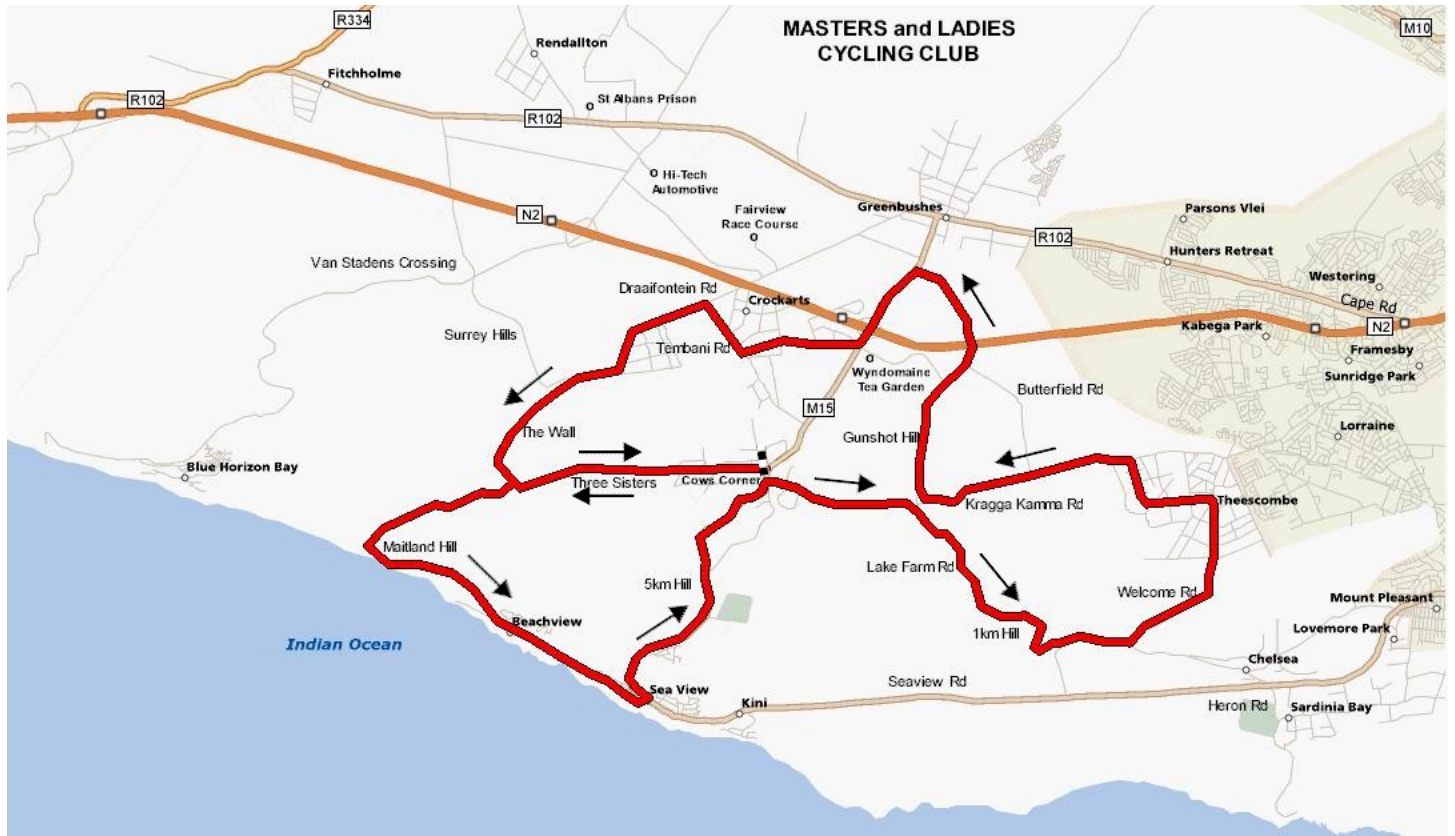 MASTERS and LADIES
CYCLING CLUB
R334
M10
Rendallton
Fitchholme
R102
St Albans Prison
R102
Hi-Tech
Automotive
Fairview
Race Course
Greenbushes
N2
Parsons Vlei
R102
Hunters Retreat
Van Stadens Crossing
Westering
Draaifontein Rd
Crockarts
Cape Rd
Kabega Park
N2
Surrey Hills
Tembani Rd
Framesby
Wyndomaine
Tea Garden
Sunridge Park
Butterfield Rd
M15
The Wall
Gunshot Hill
Lorraine
Blue Horizon Bay
Three Sisters
Cows Corner
Kragga Kamma Rd
Theescombe
Maitland Hill
Lake Farm Rd
5km Hill
Welcome Rd
Mount Pleasant
Beachview
1km Hill
Lovemore Park
Indian Ocean
Chelsea
Seaview Rd
Sea View
Kini
Heron Rd
Sardinia Bay